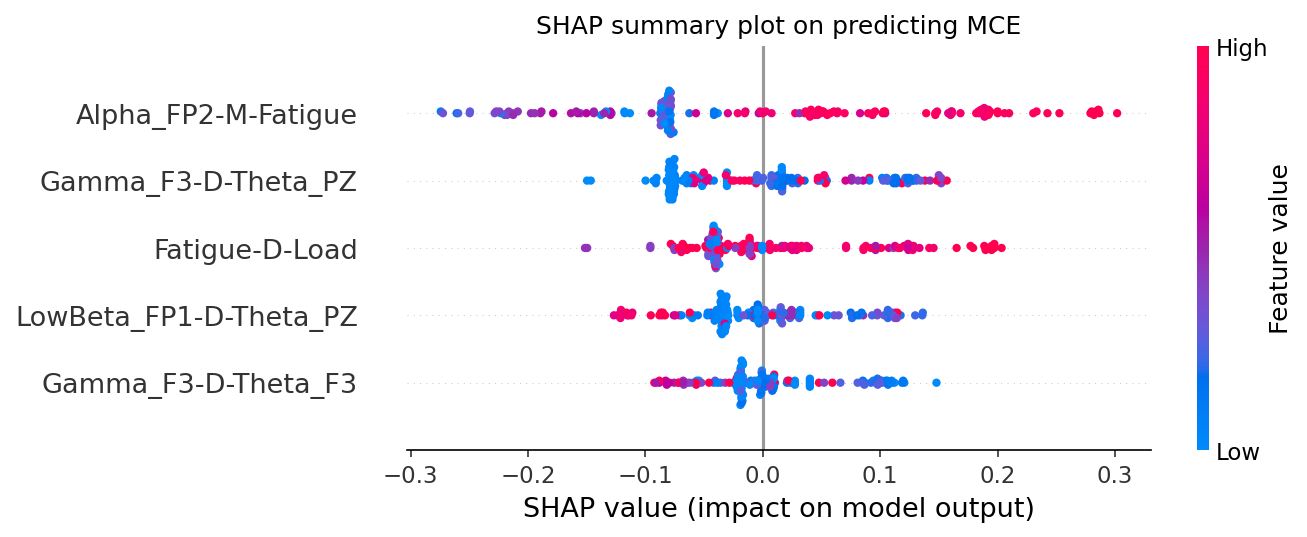 SHAP summary plot on predicting MCE
High
Alpha_FP2-M-Fatigue
Gamma_F3-D-Theta_PZ
Fatigue-D-Load
LowBeta_FP1-D-Theta_PZ
Gamma_F3-D-Theta_F3
Feature value
Low
−0.3 −0.2 −0.1 0.0 0.1 0.2 0.3
SHAP value (impact on model output)